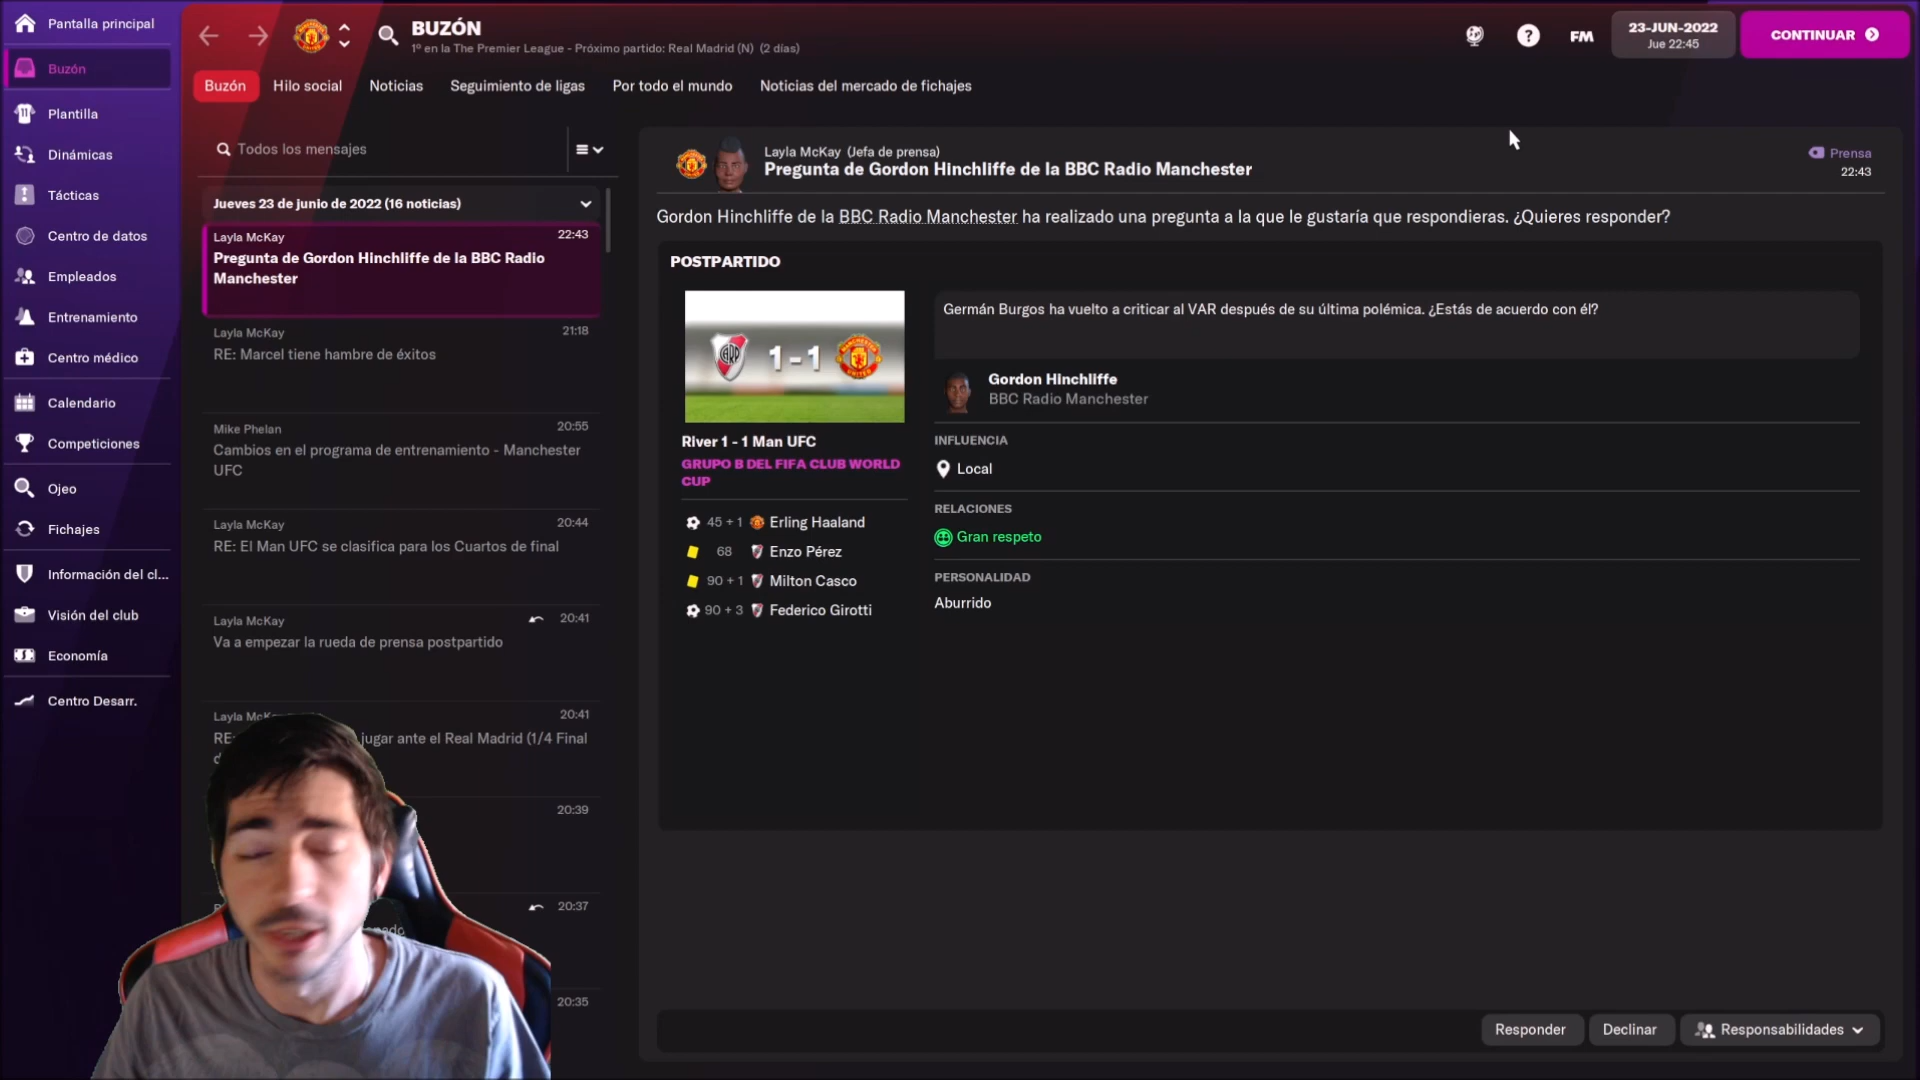 Pantalla principal
Buzón
Plantilla
Dinámicas
Tácticas
Centro de datos
Empleados
Entrenamiento
Centro médico
Calendario
Competiciones
Ojeo
Fichajes
Información del cl...
Visión del club
Economía
Centro Desarr.
BUZÓN
1º en la The Premier League - Próximo partido: Real Madrid (N) (2 días)
FM
23-JUN-2022
Jue 22:45
CONTINUAR
Buzón Hilo social Noticias Seguimiento de ligas Por todo el mundo Noticias del mercado de fichajes
Todos los mensajes
Jueves 23 de junio de 2022 (16 noticias)
Layla McKay 22:43
Pregunta de Gordon Hinchliffe de la BBC Radio
Manchester
Layla McKay 21:18
RE: Marcel tiene hambre de éxitos
Mike Phelan 20:55
Cambios en el programa de entrenamiento - Manchester
UFC
Layla McKay 20:44
RE: El Man UFC se clasifica para los Cuartos de final
Layla McKay 20:41
Va a empezar la rueda de prensa postpartido
Layla 20:41
RE: jugar ante el Real Madrid (1/4 Final
20:39
20:37
20:35
Layla McKay (Jefa de prensa)
Pregunta de Gordon Hinchliffe de la BBC Radio Manchester
Prensa
22:43
Gordon Hinchliffe de la BBC Radio Manchester ha realizado una pregunta a la que le gustaría que respondieras. ¿Quieres responder?
POSTPARTIDO
1 - 1
River 1 - 1 Man UFC
GRUPO B DEL FIFA CLUB WORLD
CUP
45 + 1 Erling Haaland
68 Enzo Pérez
90 + 1 Milton Casco
90 + 3 Federico Girotti
Germán Burgos ha vuelto a criticar al VAR después de su última polémica. ¿Estás de acuerdo con él?
Gordon Hinchliffe
BBC Radio Manchester
INFLUENCIA
Local
RELACIONES
Gran respeto
PERSONALIDAD
Aburrido
Responder Declinar Responsabilidades